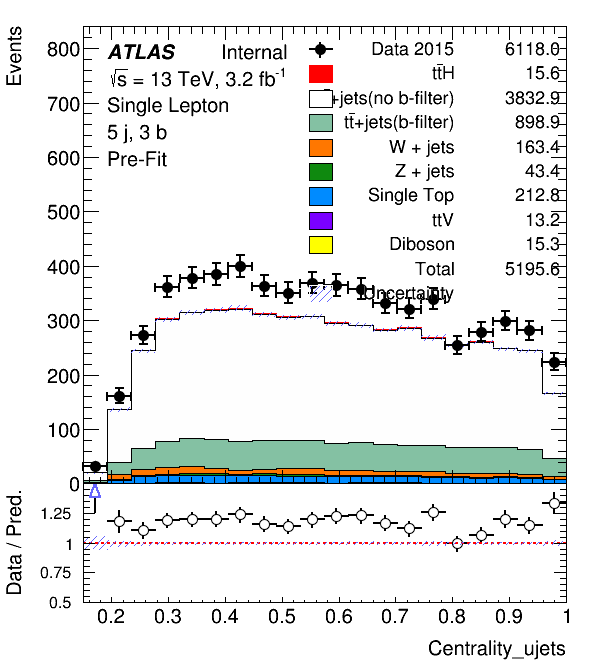 Events
800
700
600
500
400
300
200
100
0
ATLAS Internal
√s = 13 TeV, 3.2 fb⁻¹
Single Lepton
5 j, 3 b
Pre-Fit
Data 2015 6118.0
tt̄H 15.6
+jets(no b-filter) 3832.9
tt̄+jets(b-filter) 898.9
W + jets 163.4
Z + jets 43.4
Single Top 212.8
ttV 13.2
Diboson 15.3
Total 5195.6
Uncertainty
Data / Pred.
1.25
1
0.75
0.5
0.2 0.3 0.4 0.5 0.6 0.7 0.8 0.9 1
Centrality_ujets